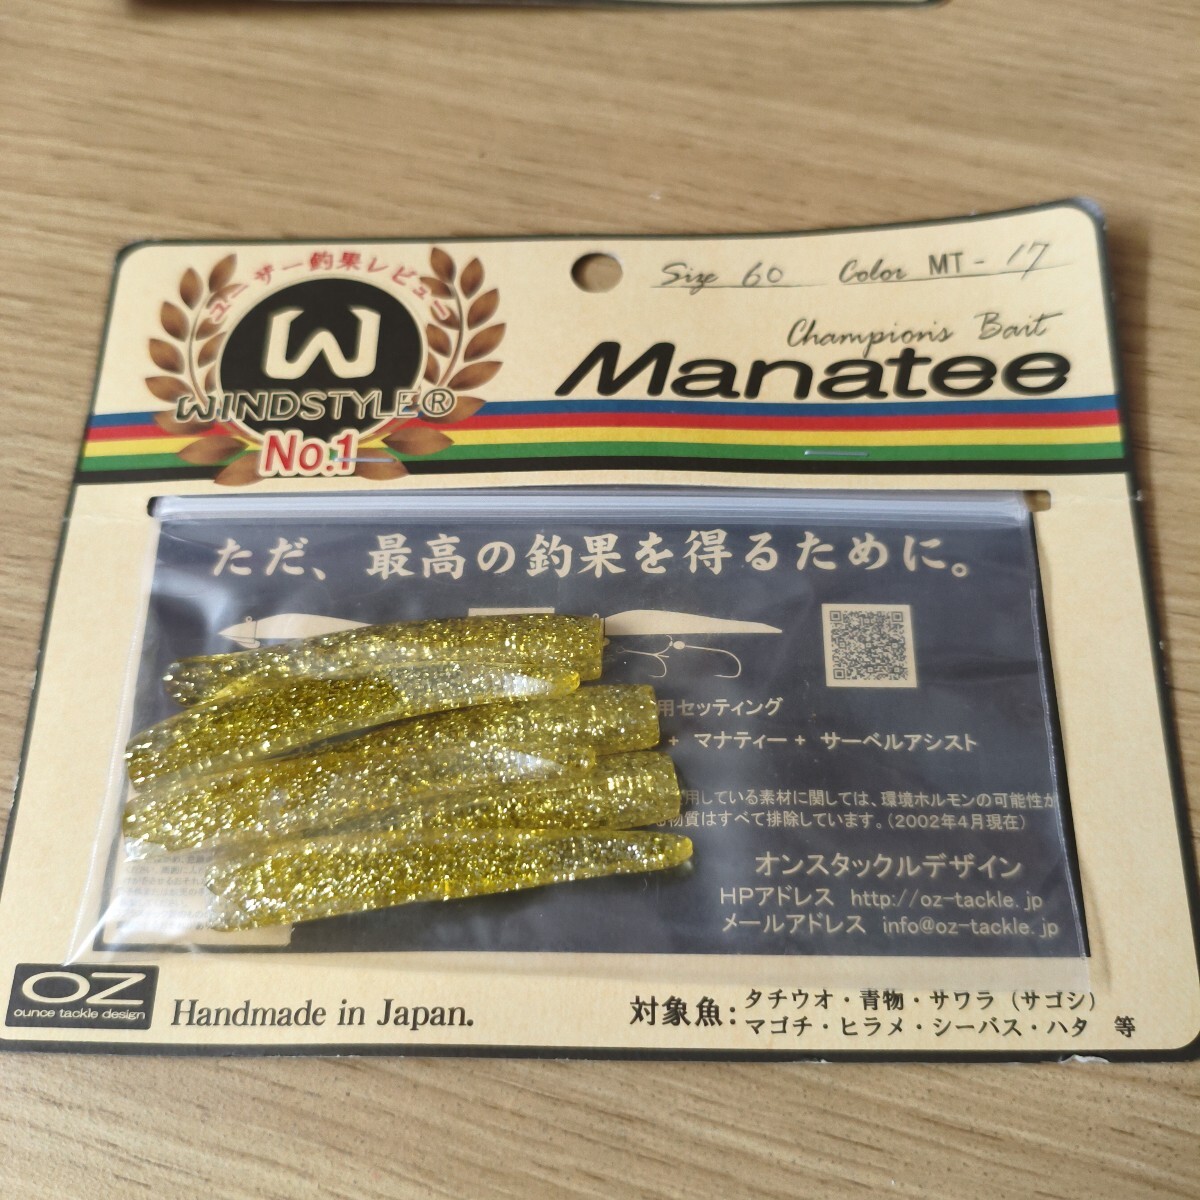 ユーザー釣果レビュー
W
WINDSTYLE®
No.1
Size 60 Color MT-17
Champion's Bait
Manatee
ただ、最高の釣果を得るために。
用セッティング
+ マナティー + サーベルアシスト
用している素材に関しては、環境ホルモンの可能性が
物質はすべて排除しています。(2002年4月現在)
オンスタックルデザイン
HPアドレス http://oz-tackle.jp
メールアドレス info@oz-tackle.jp
OZ
ounce tackle design
Handmade in Japan.
対象魚: タチウオ・青物・サワラ(サゴシ)
マゴチ・ヒラメ・シーバス・ハタ 等